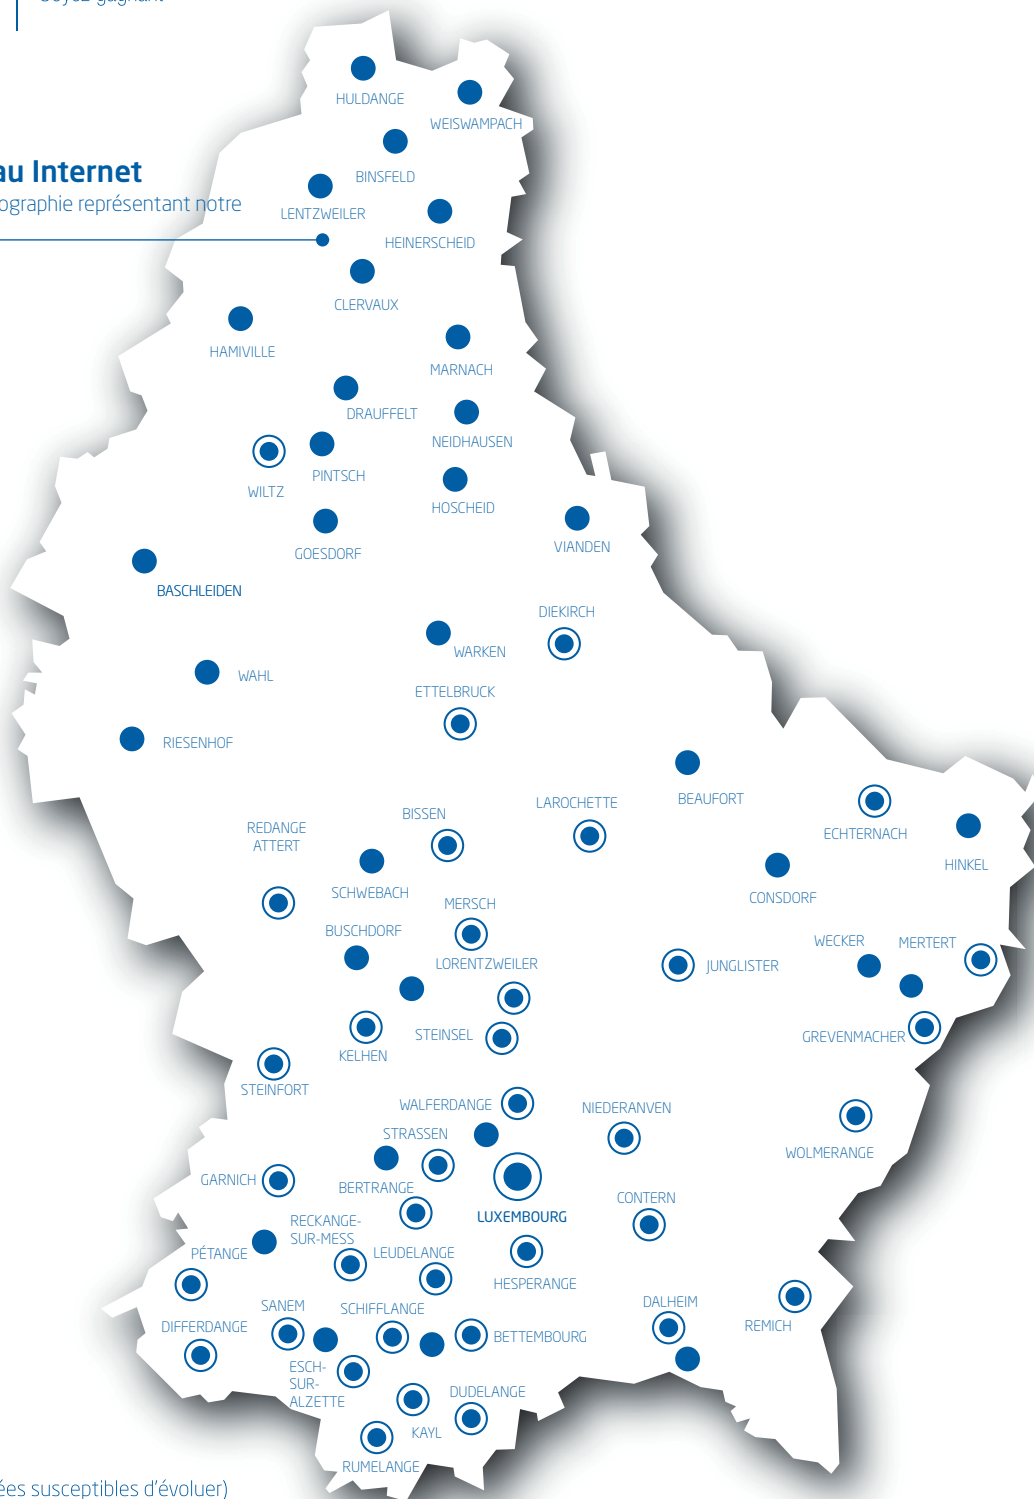 HULDANGE
WEISWAMPACH
au Internet
BINSFELD
ographie représentant notre
LENTZWEILER
HEINERSCHEID
CLERVAUX
HAMIVILLE
MARNACH
DRAUFFELT
NEIDHAUSEN
PINTSCH
WILTZ
HOSCHEID
VIANDEN
GOESDORF
BASCHLEIDEN
DIEKIRCH
WARKEN
WAHL
ETTELBRUCK
RIESENHOF
BEAUFORT
LAROCHETTE
BISSEN
REDANGE
ATTERT
ECHTERNACH
HINKEL
SCHWEBACH
CONSDORF
MERSCH
BUSCHDORF
WECKER
MERTERT
LORENTZWEILER
JUNGLISTER
STEINSEL
GREVENMACHER
KELHEN
STEINFORT
WALFERDANGE
NIEDERANVEN
STRASSEN
WOLMERANGE
GARNICH
BERTRANGE
CONTERN
LUXEMBOURG
RECKANGE-
SUR-MESS
PÉTANGE
LEUDELANGE
HESPERANGE
DALHEIM
SANEM
SCHIFFLANGE
REMICH
DIFFERDANGE
BETTEMBOURG
ESCH-
SUR-
ALZETTE
DUDELANGE
KAYL
RUMELANGE
ées susceptibles d'évoluer)